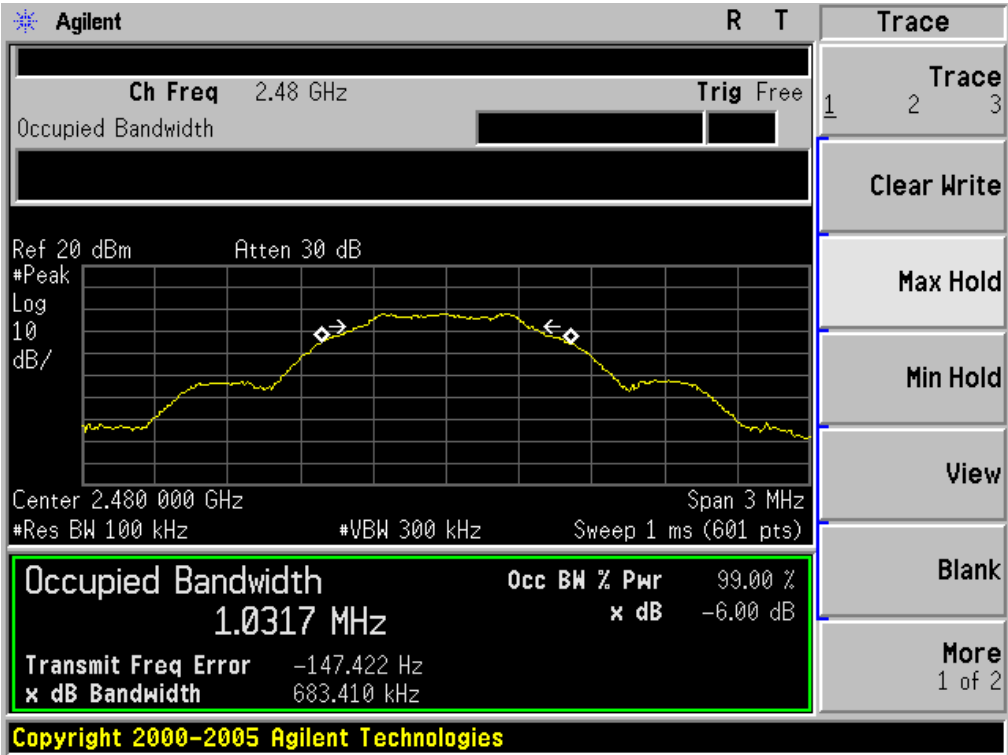 Agilent R T Trace
Ch Freq 2.48 GHz Trig Free
Occupied Bandwidth
Trace
1 2 3
Clear Write
Max Hold
Min Hold
View
Blank
More
1 of 2
Ref 20 dBm Atten 30 dB
#Peak
Log
10
dB/
Center 2.480 000 GHz Span 3 MHz
#Res BW 100 kHz #VBW 300 kHz Sweep 1 ms (601 pts)
Occupied Bandwidth
1.0317 MHz
Occ BW % Pwr 99.00 %
x dB -6.00 dB
Transmit Freq Error -147.422 Hz
x dB Bandwidth 683.410 kHz
Copyright 2000-2005 Agilent Technologies